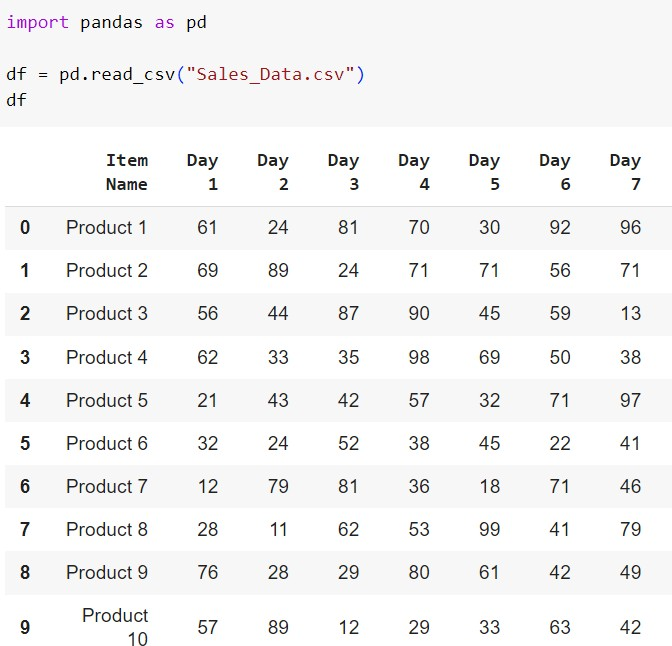 import pandas as pd
df = pd.read_csv("Sales_Data.csv")
df
Item Day Day Day Day Day Day Day
Name 1 2 3 4 5 6 7
0 Product 1 61 24 81 70 30 92 96
1 Product 2 69 89 24 71 71 56 71
2 Product 3 56 44 87 90 45 59 13
3 Product 4 62 33 35 98 69 50 38
4 Product 5 21 43 42 57 32 71 97
5 Product 6 32 24 52 38 45 22 41
6 Product 7 12 79 81 36 18 71 46
7 Product 8 28 11 62 53 99 41 79
8 Product 9 76 28 29 80 61 42 49
Product
9 57 89 12 29 33 63 42
10